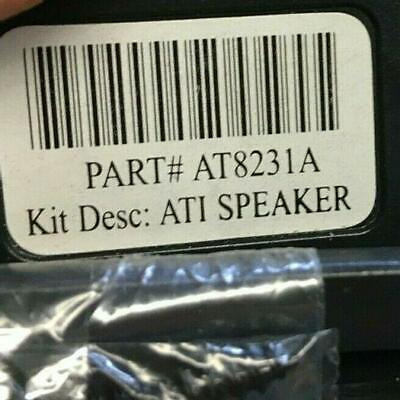 PART# AT8231A
Kit Desc: ATI SPEAKER